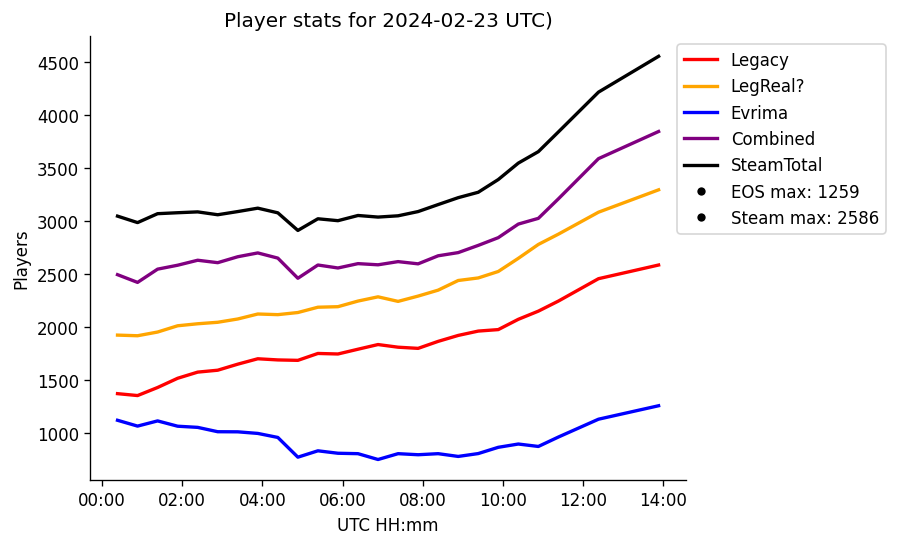 Player stats for 2024-02-23 UTC)
4500
4000
3500
3000
2500
2000
1500
1000
Players
00:00 02:00 04:00 06:00 08:00 10:00 12:00 14:00
UTC HH:mm
Legacy
LegReal?
Evrima
Combined
SteamTotal
EOS max: 1259
Steam max: 2586